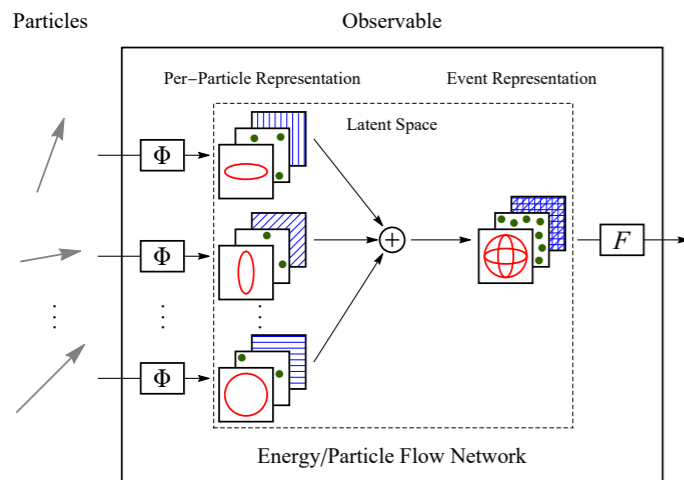 Particles
Observable
Per−Particle Representation
Event Representation
Latent Space
Φ
Φ
F
Φ
Energy/Particle Flow Network